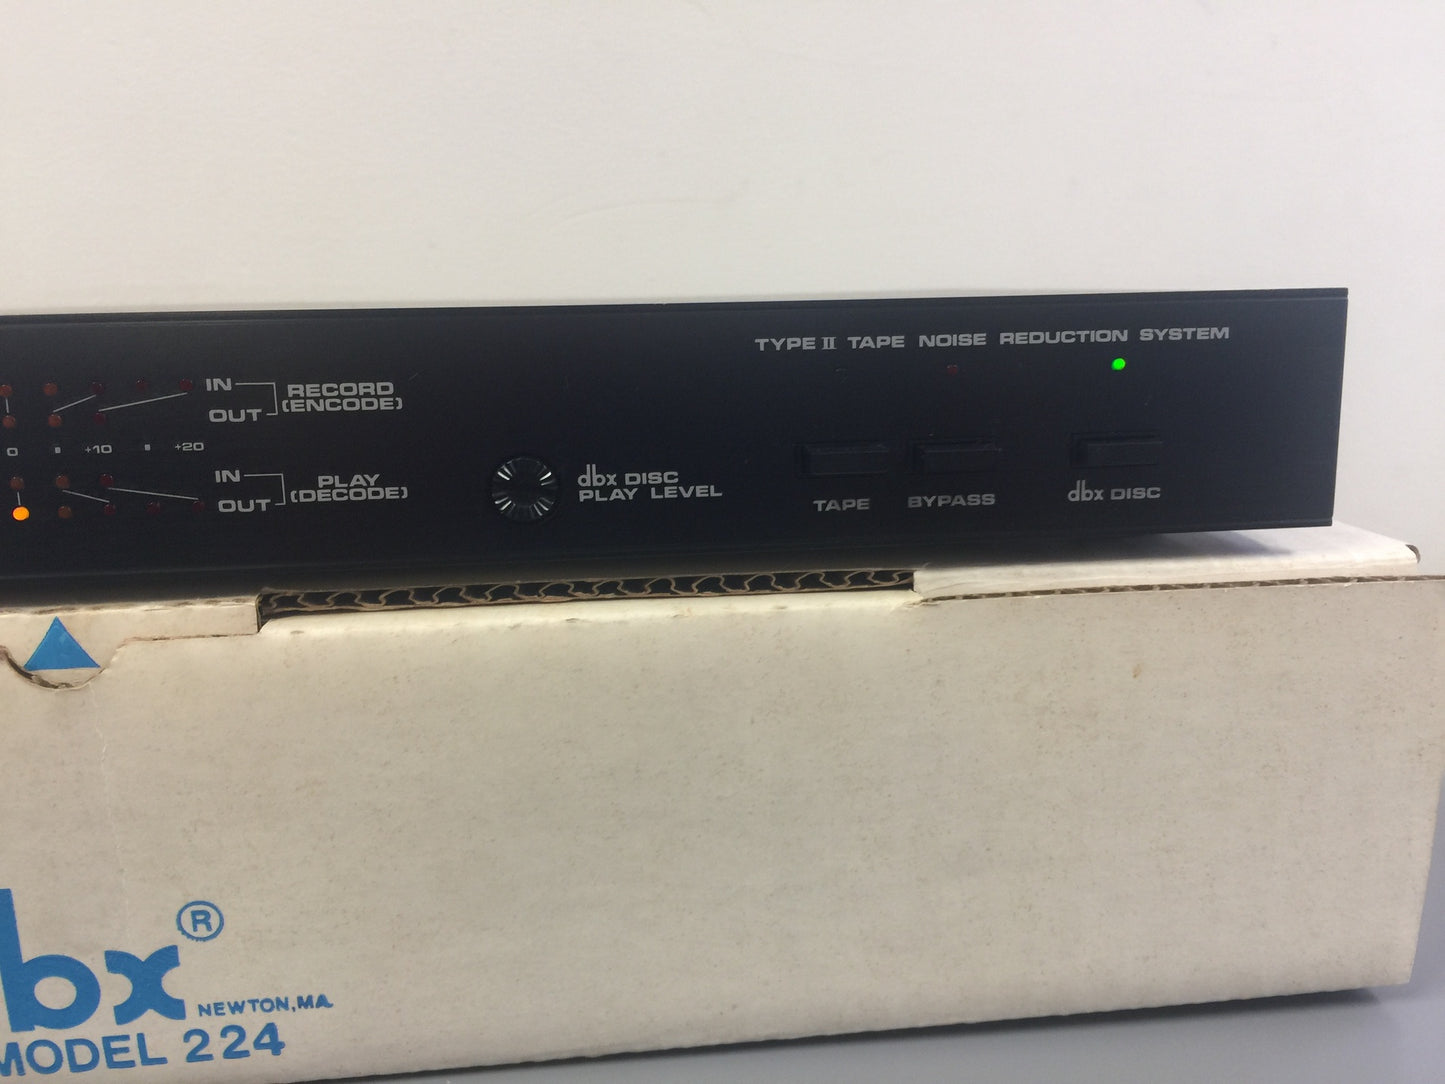 TYPE II TAPE NOISE REDUCTION SYSTEM
IN RECORD
OUT (ENCODE)
0 +10 +20
IN PLAY
OUT (DECODE)
dbx DISC
PLAY LEVEL
TAPE BYPASS dbx DISC
bx ® NEWTON, MA.
MODEL 224